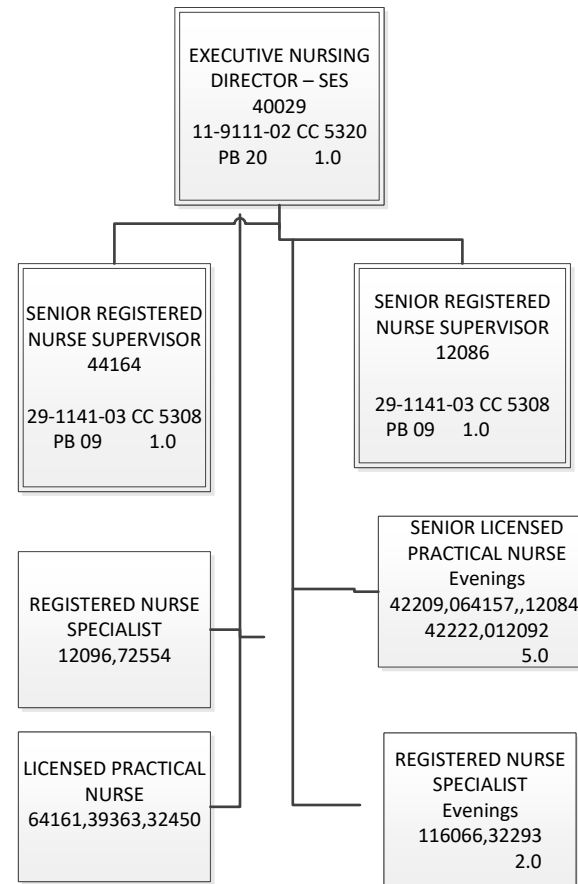 EXECUTIVE NURSING
DIRECTOR – SES
40029
11-9111-02 CC 5320
PB 20 1.0
SENIOR REGISTERED
NURSE SUPERVISOR
44164
29-1141-03 CC 5308
PB 09 1.0
SENIOR REGISTERED
NURSE SUPERVISOR
12086
29-1141-03 CC 5308
PB 09 1.0
REGISTERED NURSE
SPECIALIST
12096,72554
SENIOR LICENSED
PRACTICAL NURSE
Evenings
42209,064157,,12084
42222,012092
5.0
LICENSED PRACTICAL
NURSE
64161,39363,32450
REGISTERED NURSE
SPECIALIST
Evenings
116066,32293
2.0